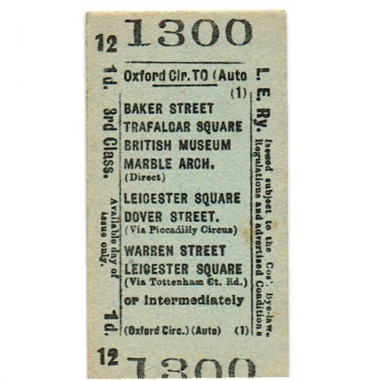 1300
12
1d. 3rd Class. Available day of
issue only. 1d.
12
Oxford Cir. TO (Auto
(1)
BAKER STREET
TRAFALGAR SQUARE
BRITISH MUSEUM
MARBLE ARCH.
(Direct)
LEICESTER SQUARE
DOVER STREET.
(Via Piccadilly Circus)
WARREN STREET
LEICESTER SQUARE
(Via Tottenham Ct. Rd.)
or intermediately
(Oxford Circ.) (Auto) (1)
L. E. Ry. Issued subject to the Cos'. Bye-laws.
Regulations and advertised Conditions
1300